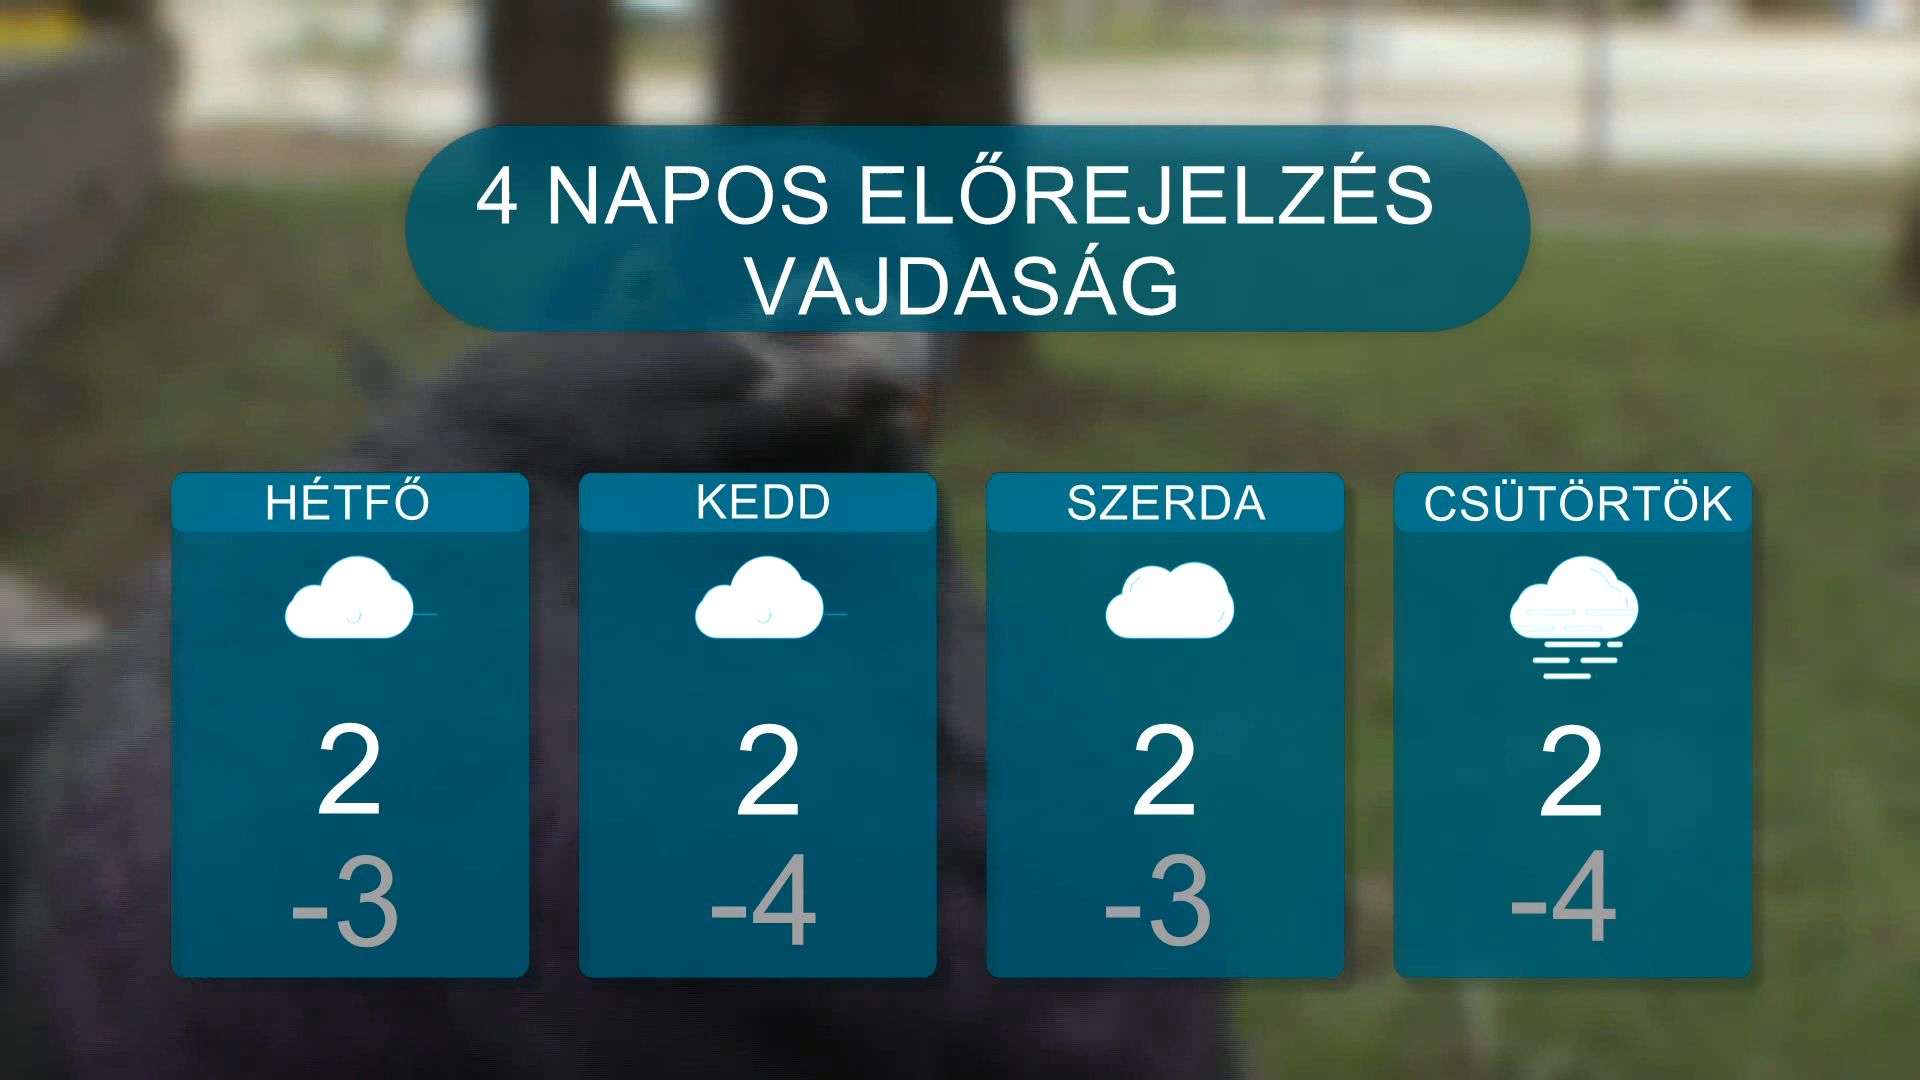 4 NAPOS ELŐREJELZÉS
VAJDASÁG
HÉTFŐ
2
-3
KEDD
2
-4
SZERDA
2
-3
CSÜTÖRTÖK
2
-4